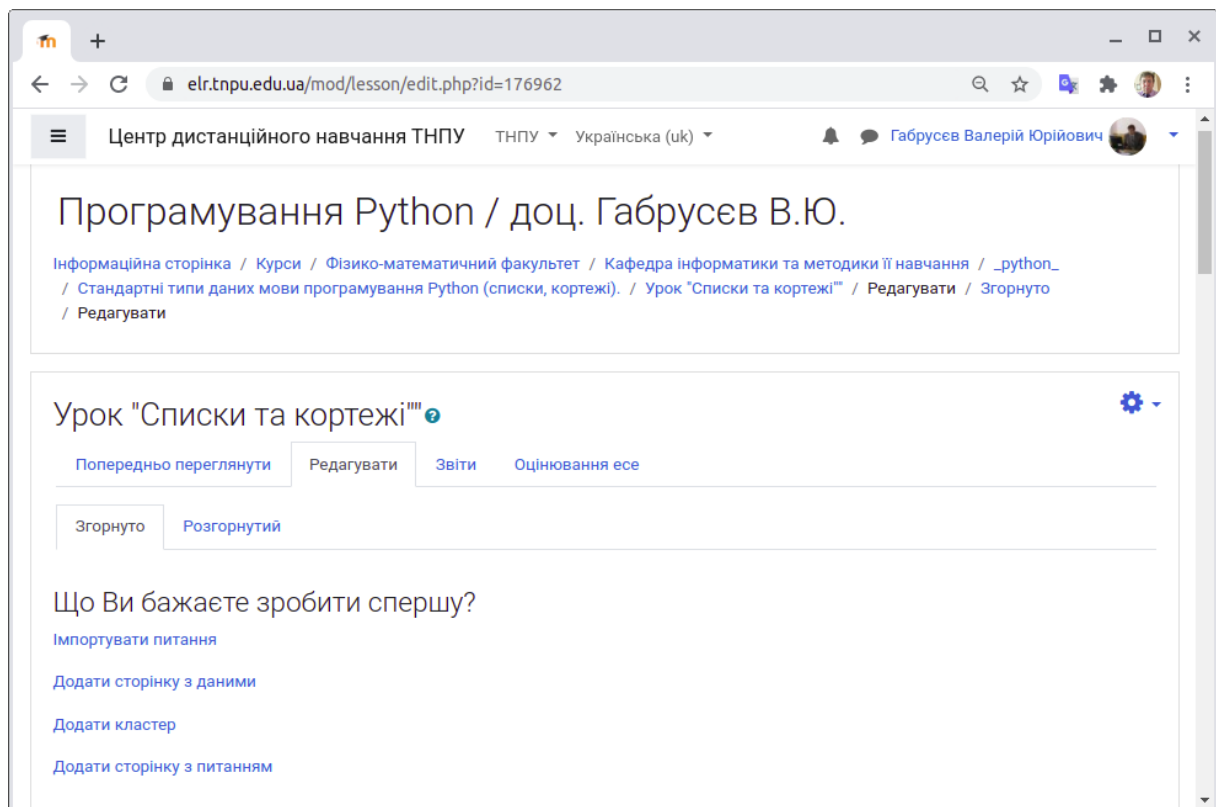 elr.tnpu.edu.ua/mod/lesson/edit.php?id=176962
Центр дистанційного навчання ТНПУ ТНПУ Українська (uk) Габрусєв Валерій Юрійович
Програмування Python / доц. Габрусєв В.Ю.
Інформаційна сторінка / Курси / Фізико-математичний факультет / Кафедра інформатики та методики її навчання / _python_
/ Стандартні типи даних мови програмування Python (списки, кортежі). / Урок "Списки та кортежі"" / Редагувати / Згорнуто
/ Редагувати
Урок "Списки та кортежі""
Попередньо переглянути Редагувати Звіти Оцінювання есе
Згорнуто Розгорнутий
Що Ви бажаєте зробити спершу?
Імпортувати питання
Додати сторінку з даними
Додати кластер
Додати сторінку з питанням